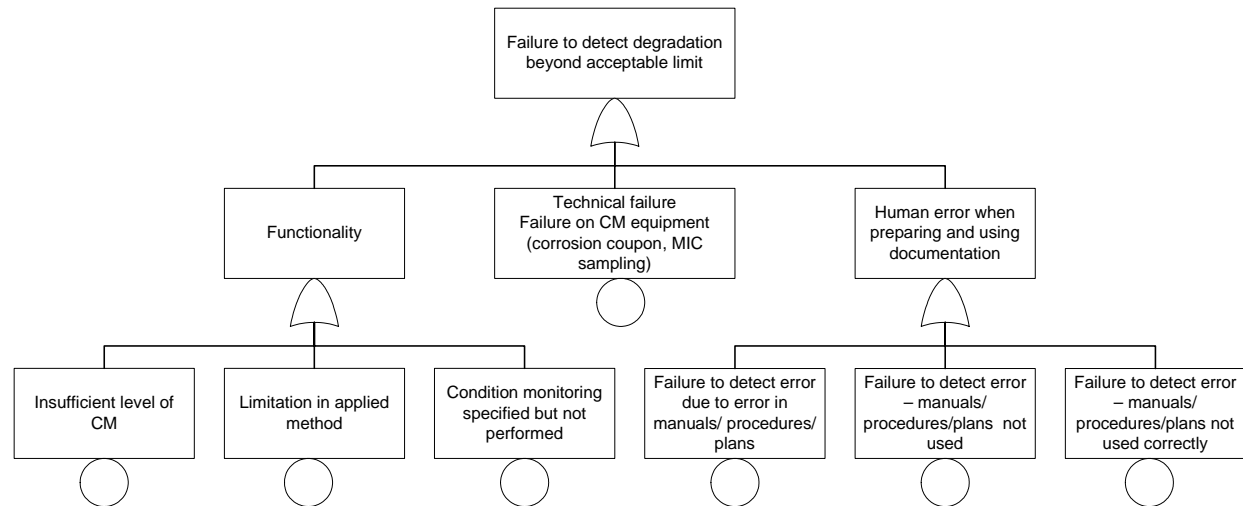 Failure to detect degradation
beyond acceptable limit
Functionality
Technical failure
Failure on CM equipment
(corrosion coupon, MIC
sampling)
Human error when
preparing and using
documentation
Insufficient level of
CM
Limitation in applied
method
Condition monitoring
specified but not
performed
Failure to detect error
due to error in
manuals/ procedures/
plans
Failure to detect error
– manuals/
procedures/plans  not
used
Failure to detect error
– manuals/
procedures/plans not
used correctly